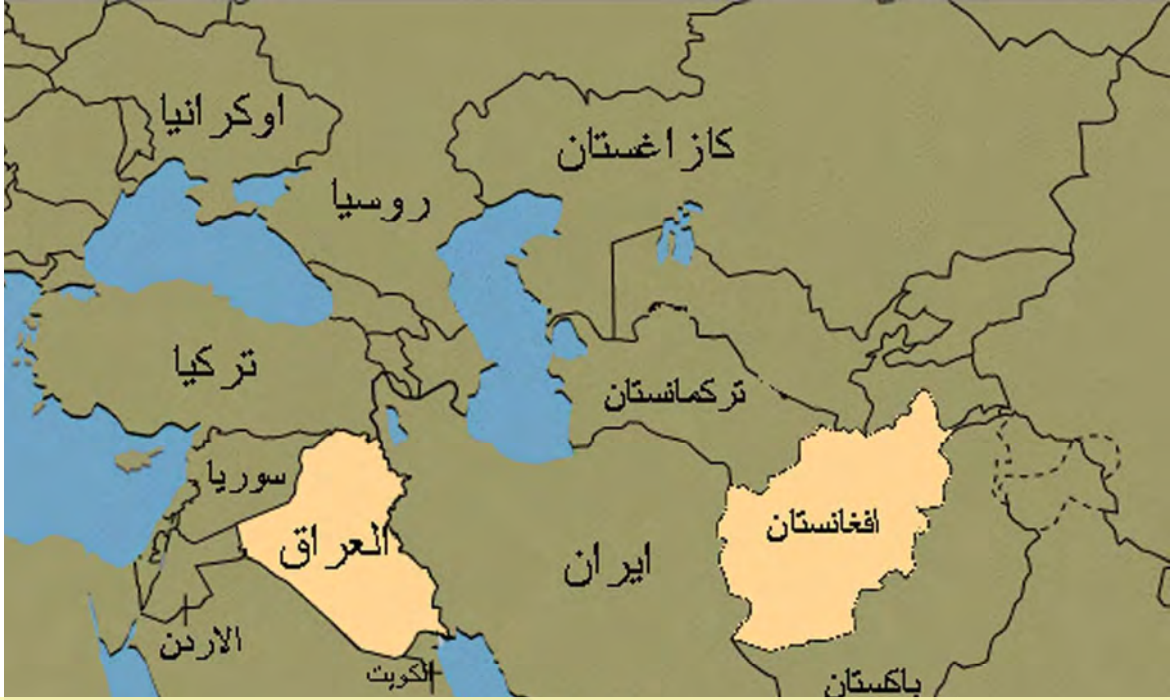 اوكرانيا
كازاغستان
روسيا
تركيا
تركمانستان
سوريا
افغانستان
العراق
ايران
الاردن
الكويت
باكستان